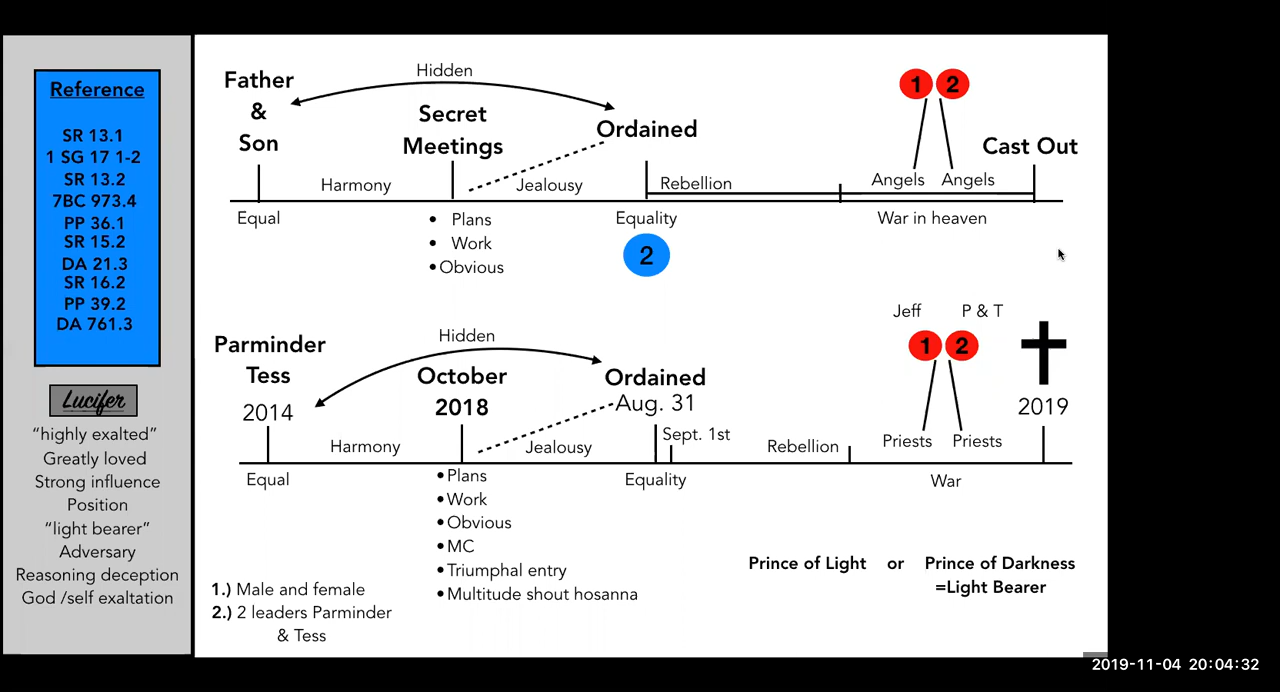 Reference
SR 13.1
1 SG 17 1-2
SR 13.2
7BC 973.4
PP 36.1
SR 15.2
DA 21.3
SR 16.2
PP 39.2
DA 761.3
Lucifer
“highly exalted”
Greatly loved
Strong influence
Position
“light bearer”
Adversary
Reasoning deception
God /self exaltation
Father
&
Son
Hidden
Secret
Meetings
Ordained
1 2
Cast Out
Harmony
Jealousy
Rebellion
Angels Angels
Equal
• Plans
• Work
• Obvious
Equality
2
War in heaven
Parminder
Tess
2014
Hidden
October
2018
Ordained
Aug. 31
Sept. 1st
Jeff P & T
1 2
2019
Harmony
Jealousy
Rebellion
Priests Priests
Equal
• Plans
• Work
• Obvious
• MC
• Triumphal entry
• Multitude shout hosanna
Equality
War
1.) Male and female
2.) 2 leaders Parminder
& Tess
Prince of Light or Prince of Darkness
=Light Bearer
2019-11-04 20:04:32